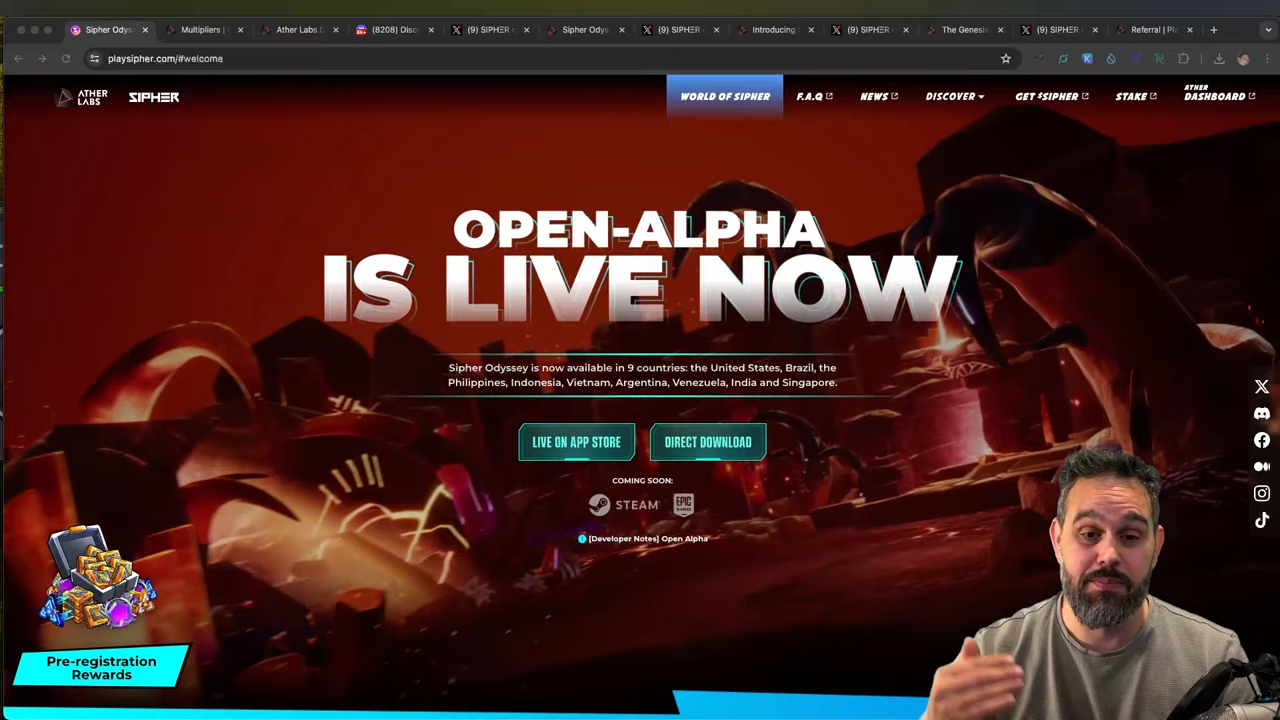 Sipher Odys
Multipliers |
Ather Labs D
(8208) Disc
(9) SIPHER
Sipher Odys
(9) SIPHER
Introducing
(9) SIPHER
The Genesis
(9) SIPHER
Referral | Pl
playsipher.com/#welcome
ATHER LABS
SIPHER
WORLD OF SIPHER
F.A.Q
NEWS
DISCOVER
GET $SIPHER
STAKE
ATHER
DASHBOARD
OPEN-ALPHA
IS LIVE NOW
Sipher Odyssey is now available in 9 countries: the United States, Brazil, the
Philippines, Indonesia, Vietnam, Argentina, Venezuela, India and Singapore.
LIVE ON APP STORE
DIRECT DOWNLOAD
COMING SOON:
STEAM
EPIC GAMES
[Developer Notes] Open Alpha
Pre-registration
Rewards